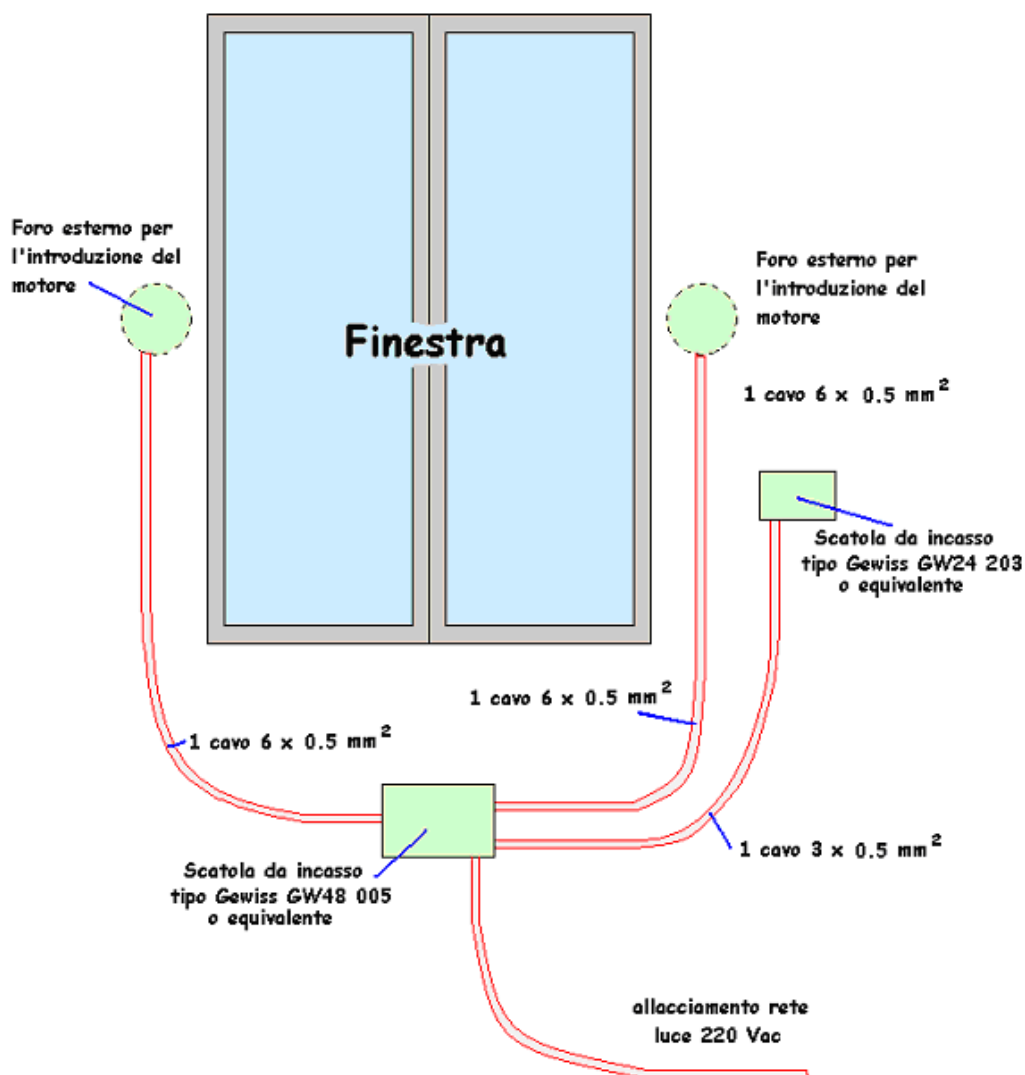 Foro esterno per
l'introduzione del
motore
Foro esterno per
l'introduzione del
motore
Finestra
1 cavo 6 x 0.5 mm²
Scatola da incasso
tipo Gewiss GW24 203
o equivalente
1 cavo 6 x 0.5 mm²
1 cavo 6 x 0.5 mm²
1 cavo 3 x 0.5 mm²
Scatola da incasso
tipo Gewiss GW48 005
o equivalente
allacciamento rete
luce 220 Vac